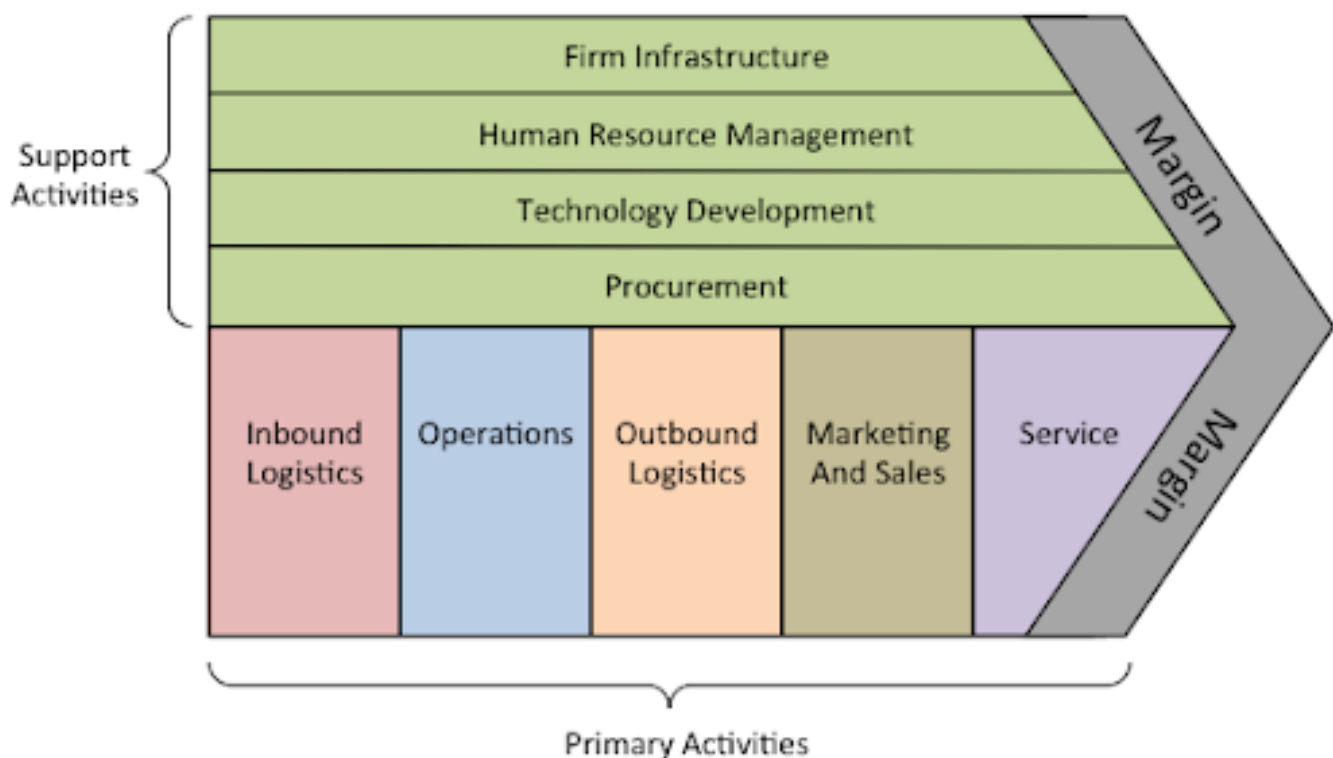 Firm Infrastructure
Human Resource Management
Technology Development
Procurement
Support
Activities
Margin
Inbound
Logistics
Operations
Outbound
Logistics
Marketing
And Sales
Service
Margin
Primary Activities